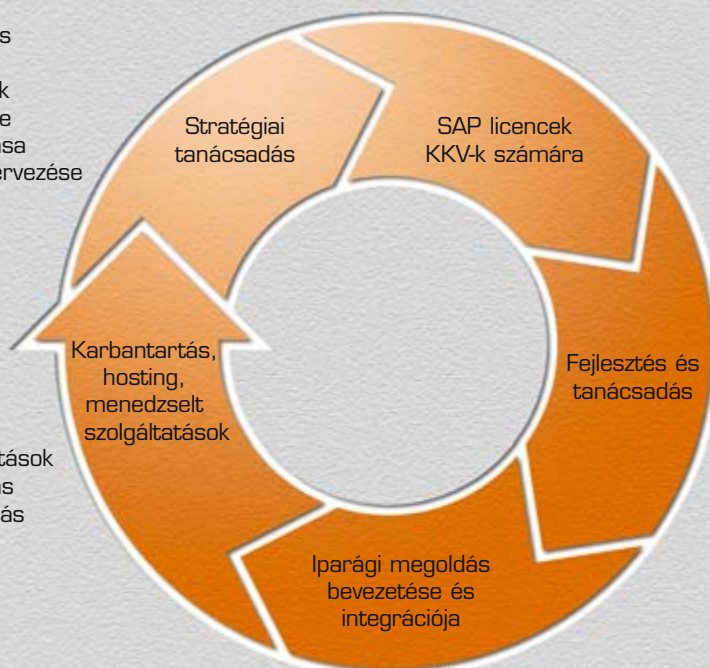 Stratégiai
tanácsadás
SAP licencek
KKV-k számára
Fejlesztés és
tanácsadás
Iparági megoldás
bevezetése és
integrációja
Karbantartás,
hosting,
menedzselt
szolgáltatások